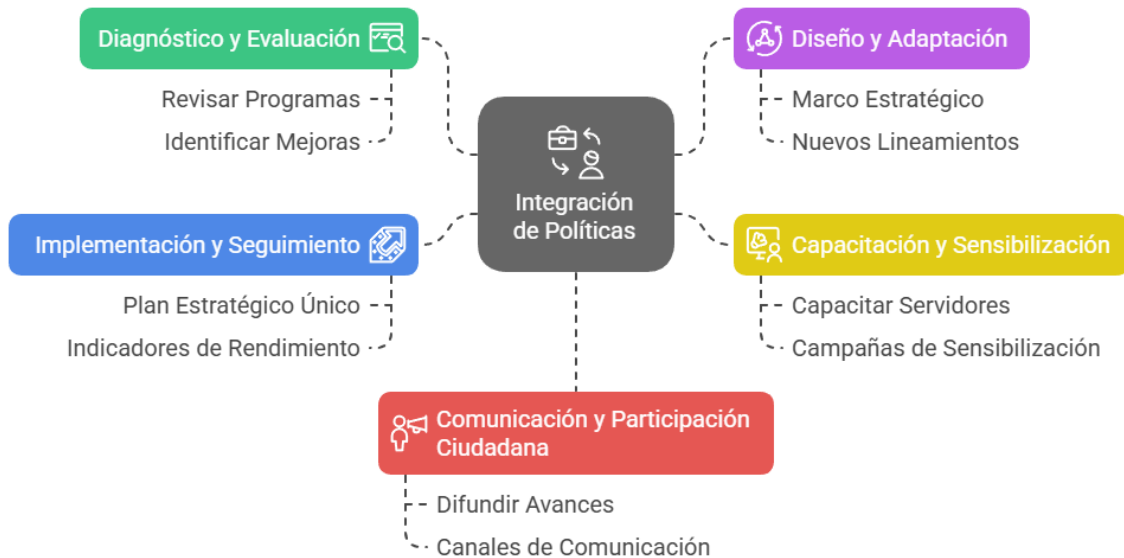 Diagnóstico y Evaluación
Revisar Programas
Identificar Mejoras
Diseño y Adaptación
Marco Estratégico
Nuevos Lineamientos
Integración
de Políticas
Implementación y Seguimiento
Plan Estratégico Único
Indicadores de Rendimiento
Capacitación y Sensibilización
Capacitar Servidores
Campañas de Sensibilización
Comunicación y Participación
Ciudadana
Difundir Avances
Canales de Comunicación